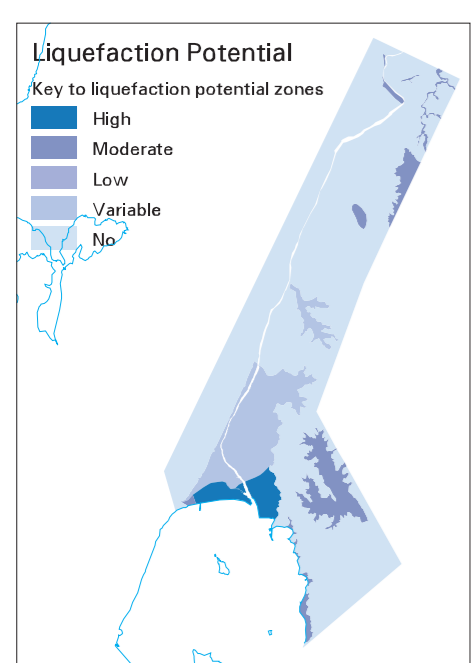 Liquefaction Potential
Key to liquefaction potential zones
High
Moderate
Low
Variable
No